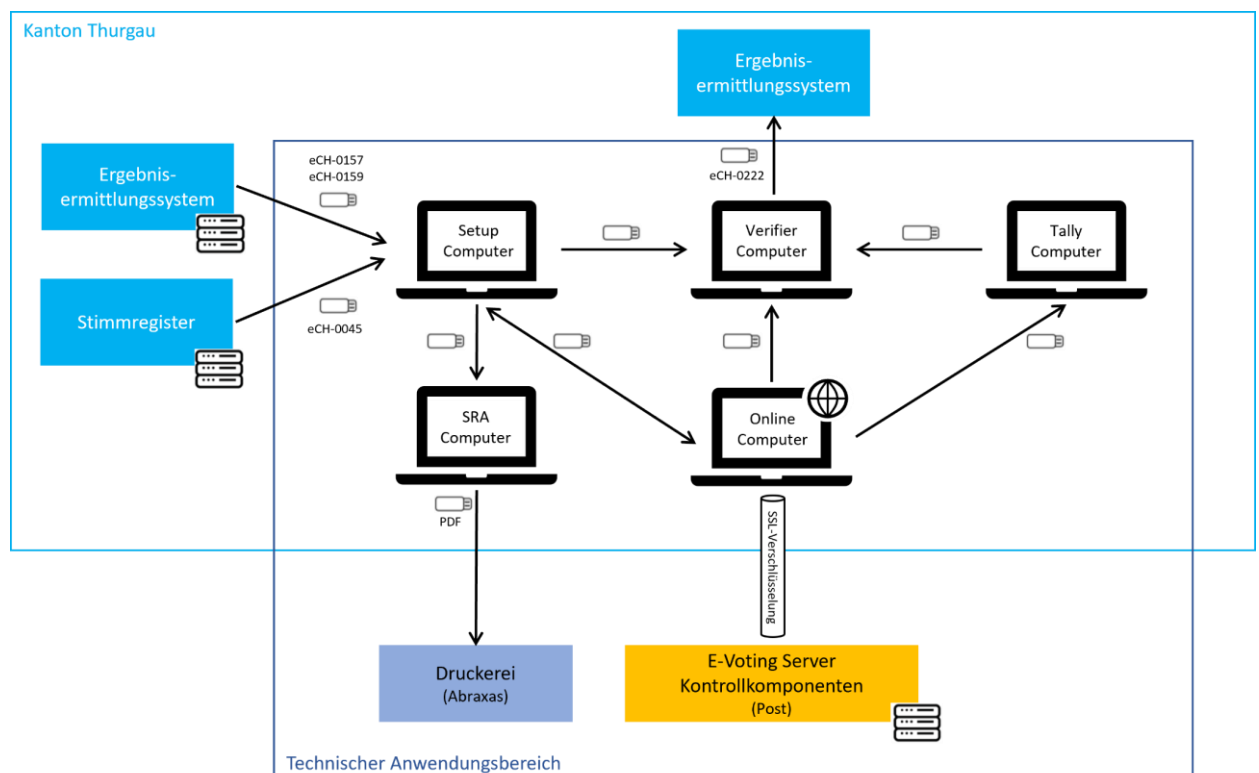 Kanton Thurgau
Ergebnis-
ermittlungssystem
eCH-0157
eCH-0159
Ergebnis-
ermittlungssystem
eCH-0222
Setup
Computer
Verifier
Computer
Tally
Computer
Stimmregister
eCH-0045
SRA
Computer
Online
Computer
PDF
SSL-Verschlüsselung
Druckerei
(Abraxas)
E-Voting Server
Kontrollkomponenten
(Post)
Technischer Anwendungsbereich